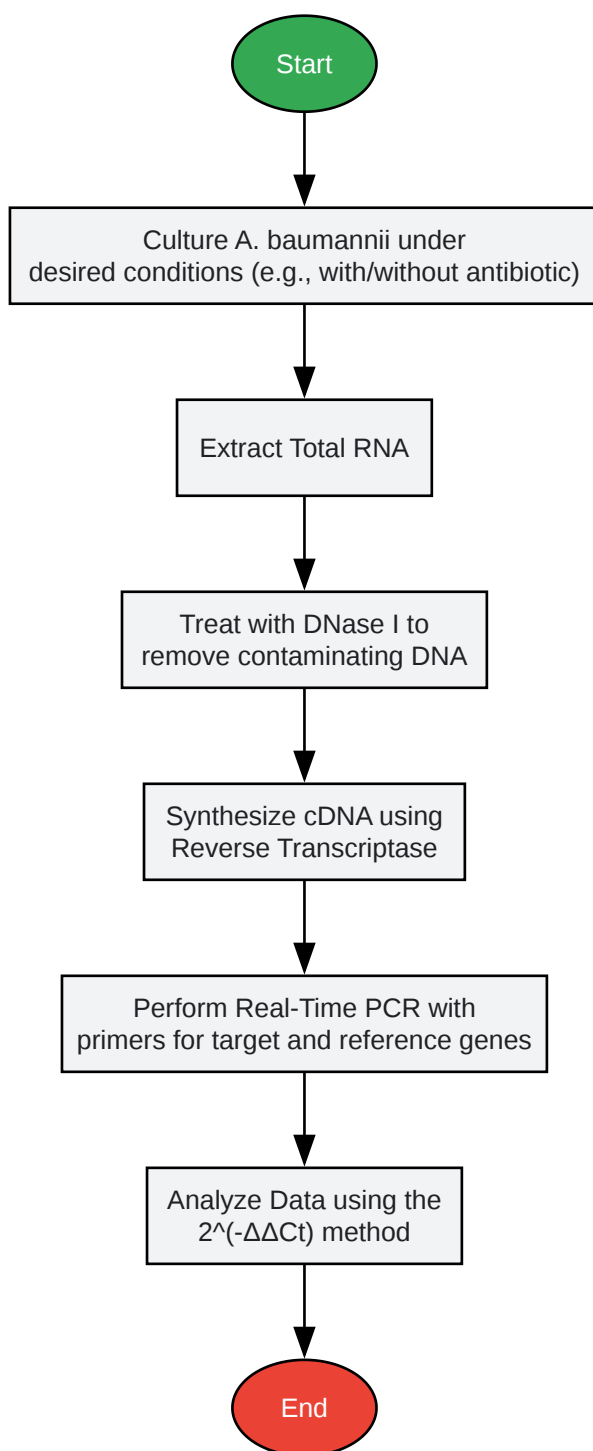 Start
Culture A. baumannii under
desired conditions (e.g., with/without antibiotic)
Extract Total RNA
Treat with DNase I to
remove contaminating DNA
Synthesize cDNA using
Reverse Transcriptase
Perform Real-Time PCR with
primers for target and reference genes
Analyze Data using the
2^(-ΔΔCt) method
End